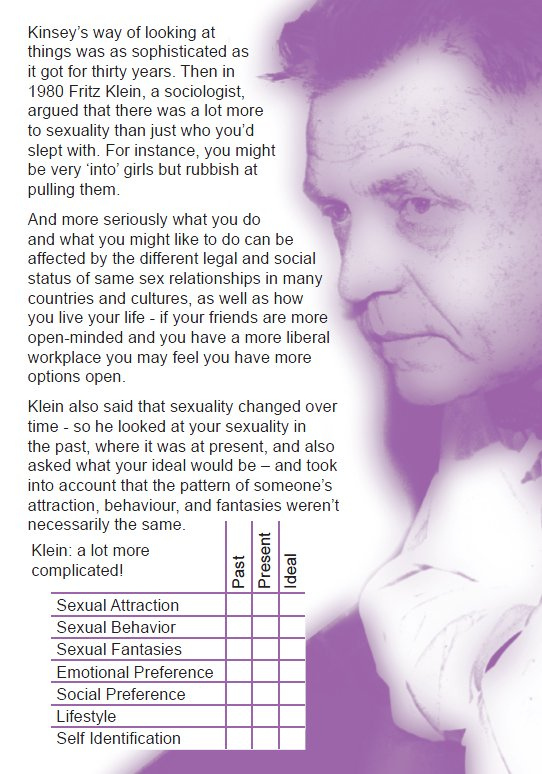 Kinsey’s way of looking at
things was as sophisticated as
it got for thirty years. Then in
1980 Fritz Klein, a sociologist,
argued that there was a lot more
to sexuality than just who you’d
slept with. For instance, you might
be very ‘into’ girls but rubbish at
pulling them.
And more seriously what you do
and what you might like to do can be
affected by the different legal and social
status of same sex relationships in many
countries and cultures, as well as how
you live your life - if your friends are more
open-minded and you have a more liberal
workplace you may feel you have more
options open.
Klein also said that sexuality changed over
time - so he looked at your sexuality in
the past, where it was at present, and also
asked what your ideal would be – and took
into account that the pattern of someone’s
attraction, behaviour, and fantasies weren’t
necessarily the same.
Klein: a lot more
complicated!
Past
Present
Ideal
Sexual Attraction
Sexual Behavior
Sexual Fantasies
Emotional Preference
Social Preference
Lifestyle
Self Identification